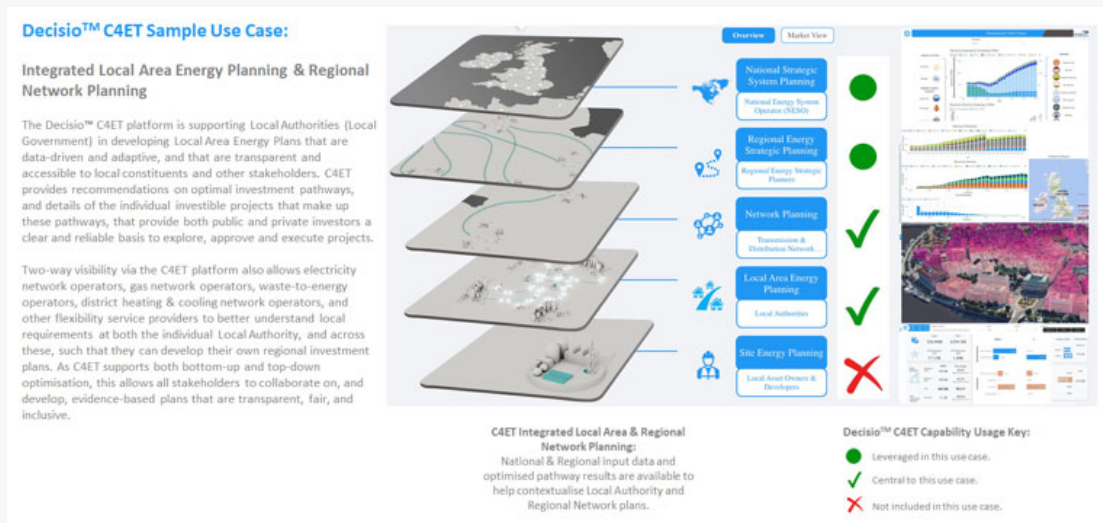 Decisio™ C4ET Sample Use Case:
Integrated Local Area Energy Planning & Regional
Network Planning
The Decisio™ C4ET platform is supporting Local Authorities (Local
Government) in developing Local Area Energy Plans that are
data-driven and adaptive, and that are transparent and
accessible to local constituents and other stakeholders. C4ET
provides recommendations on optimal investment pathways,
and details of the individual investible projects that make up
these pathways, that provide both public and private investors a
clear and reliable basis to explore, approve and execute projects.
Two-way visibility via the C4ET platform also allows electricity
network operators, gas network operators, waste-to-energy
operators, district heating & cooling network operators, and
other flexibility service providers to better understand local
requirements at both the individual Local Authority, and across
these, such that they can develop their own regional investment
plans. As C4ET supports both bottom-up and top-down
optimisation, this allows all stakeholders to collaborate on, and
develop, evidence-based plans that are transparent, fair, and
inclusive.
Overview
Market View
National Strategic
System Planning
National Energy System
Operator (NESO)
Regional Energy
Strategic Planning
Regional Energy Strategic
Planners
Network Planning
Transmission &
Distribution Network...
Local Area Energy
Planning
Local Authorities
Site Energy Planning
Local Asset Owners &
Developers
C4ET Integrated Local Area & Regional
Network Planning:
National & Regional input data and
optimised pathway results are available to
help contextualise Local Authority and
Regional Network plans.
Decisio™ C4ET Capability Usage Key:
Leveraged in this use case.
Central to this use case.
Not included in this use case.